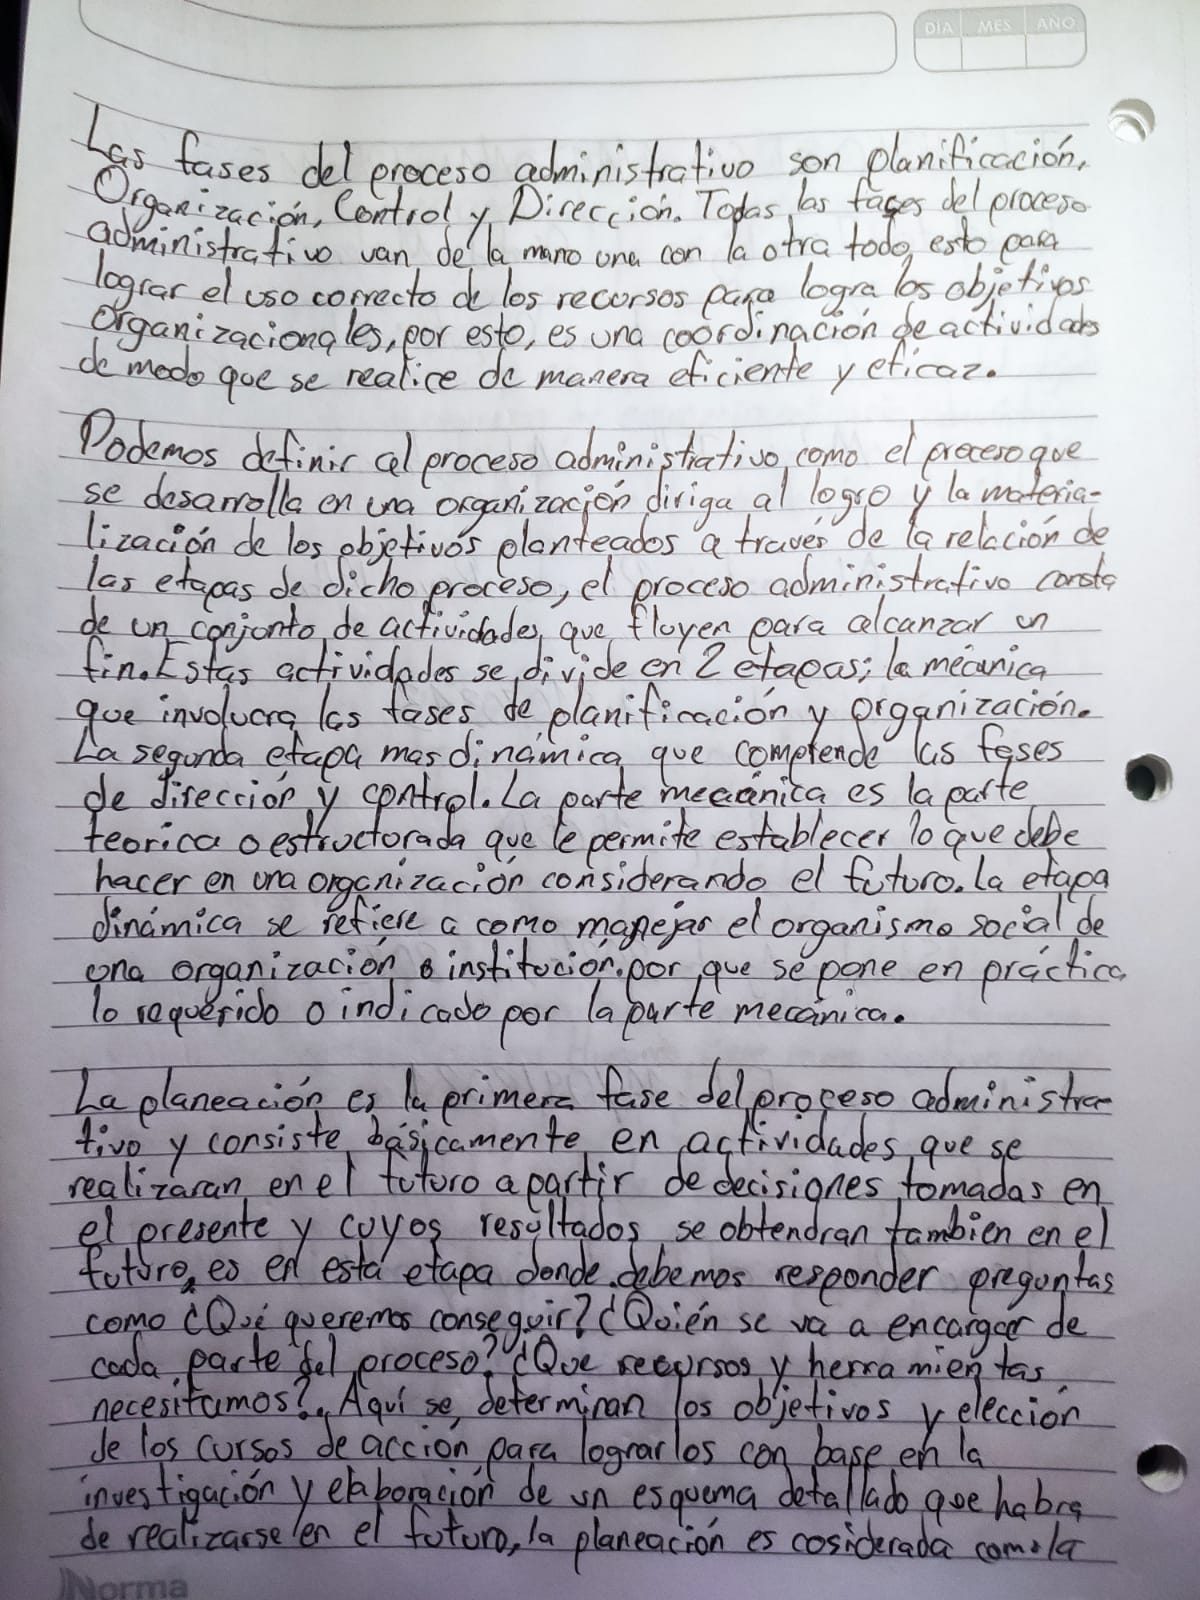 DÍA MES AÑO
Las fases del proceso administrativo son planificación,
Organización, Control y Dirección. Todas las fases del proceso
administrativo van de la mano una con la otra todo esto para
lograr el uso correcto de los recursos para logra los objetivos
organizacionales, por esto, es una coordinación de actividades
de modo que se realice de manera eficiente y eficaz.
Podemos definir al proceso administrativo como el proceso que
se desarrolla en una organización diriga al logro y la materia-
lización de los objetivos planteados a través de la relación de
las etapas de dicho proceso, el proceso administrativo consta
de un conjunto de actividades que fluyen para alcanzar un
fin. Estas actividades se divide en 2 etapas; la mecánica
que involucra las fases de planificación y organización.
La segunda etapa mas dinámica que comprende las fases
de dirección y control. La parte mecánica es la parte
teorica o estructurada que le permite establecer lo que debe
hacer en una organización considerando el futuro. La etapa
dinámica se refiere a como manejar el organismo social de
una organización o institución. por que se pone en práctica
lo requerido o indicado por la parte mecánica.
La planeación es la primera fase del proceso administra-
tivo y consiste básicamente en actividades que se
realizaran en el futuro a partir de decisiones tomadas en
el presente y cuyos resultados se obtendran tambien en el
futuro, es en esta etapa donde debemos responder preguntas
como ¿Qué queremos conseguir? ¿Quién se va a encargar de
cada parte del proceso? ¿Que recursos y herramientas
necesitamos?. Aquí se determinan los objetivos y elección
de los cursos de acción para lograrlos con base en la
investigación y elaboración de un esquema detallado que habra
de realizarse en el futuro, la planeación es cosiderada como la
Norma